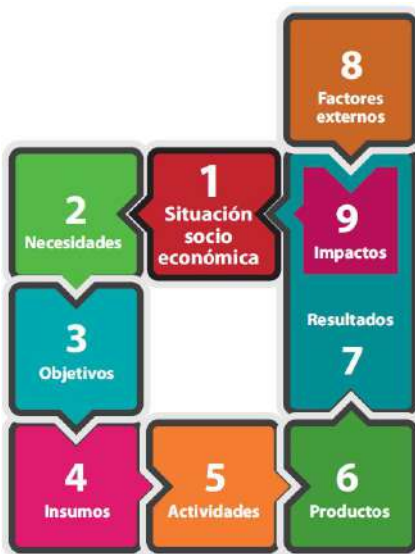 8
Factores
externos
1
Situación
socio
económica
2
Necesidades
9
Impactos
3
Objetivos
Resultados
7
4
Insumos
5
Actividades
6
Productos